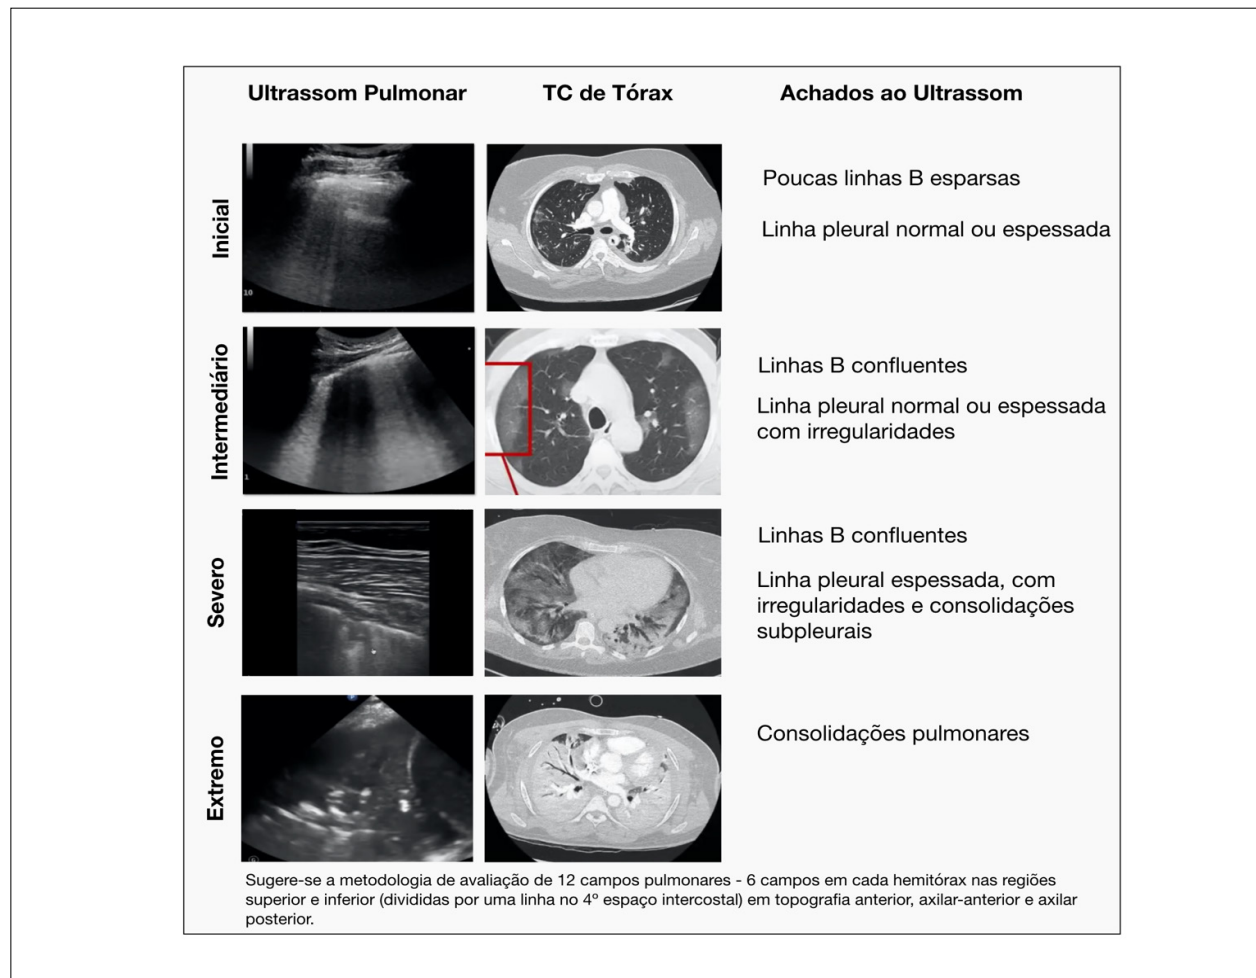 Ultrassom Pulmonar
TC de Tórax
Achados ao Ultrassom
Inicial
10
Poucas linhas B esparsas
Linha pleural normal ou espessada
Intermediário
1
Linhas B confluentes
Linha pleural normal ou espessada
com irregularidades
Severo
Linhas B confluentes
Linha pleural espessada, com
irregularidades e consolidações
subpleurais
Extremo
Consolidações pulmonares
Sugere-se a metodologia de avaliação de 12 campos pulmonares - 6 campos em cada hemitórax nas regiões
superior e inferior (divididas por uma linha no 4º espaço intercostal) em topografia anterior, axilar-anterior e axilar
posterior.